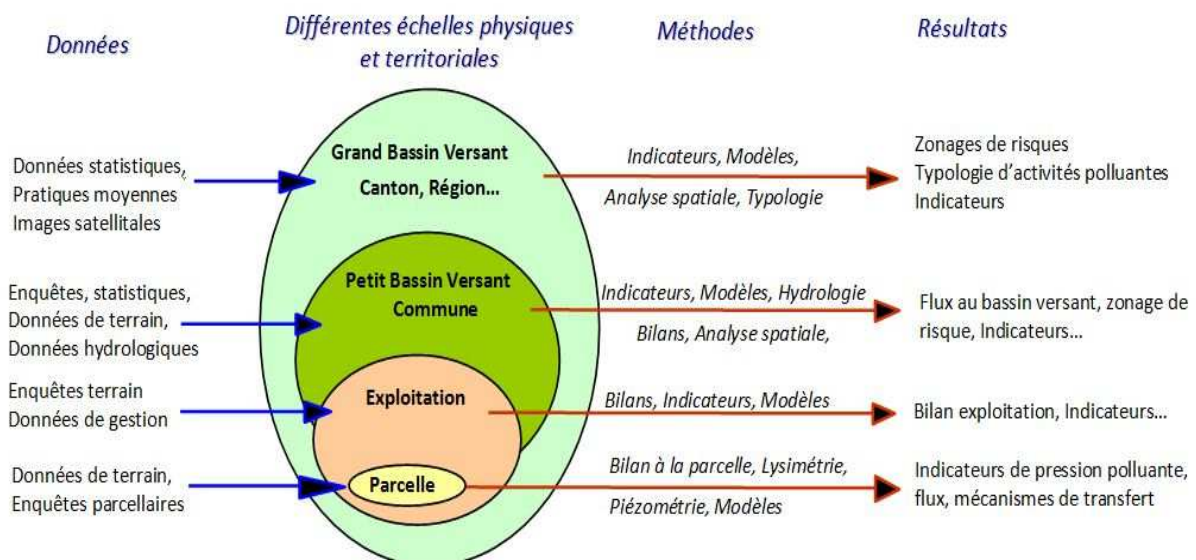 Données
Différentes échelles physiques
et territoriales
Méthodes
Résultats
Données statistiques,
Pratiques moyennes
Images satellitales
Grand Bassin Versant
Canton, Région...
Indicateurs, Modèles,
Analyse spatiale, Typologie
Zonages de risques
Typologie d'activités polluantes
Indicateurs
Enquêtes, statistiques,
Données de terrain,
Données hydrologiques
Petit Bassin Versant
Commune
Indicateurs, Modèles, Hydrologie
Bilans, Analyse spatiale,
Flux au bassin versant, zonage de
risque, Indicateurs...
Enquêtes terrain
Données de gestion
Exploitation
Bilans, Indicateurs, Modèles
Bilan exploitation, Indicateurs...
Données de terrain,
Enquêtes parcellaires
Parcelle
Bilan à la parcelle, Lysimétrie,
Piézométrie, Modèles
Indicateurs de pression polluante,
flux, mécanismes de transfert